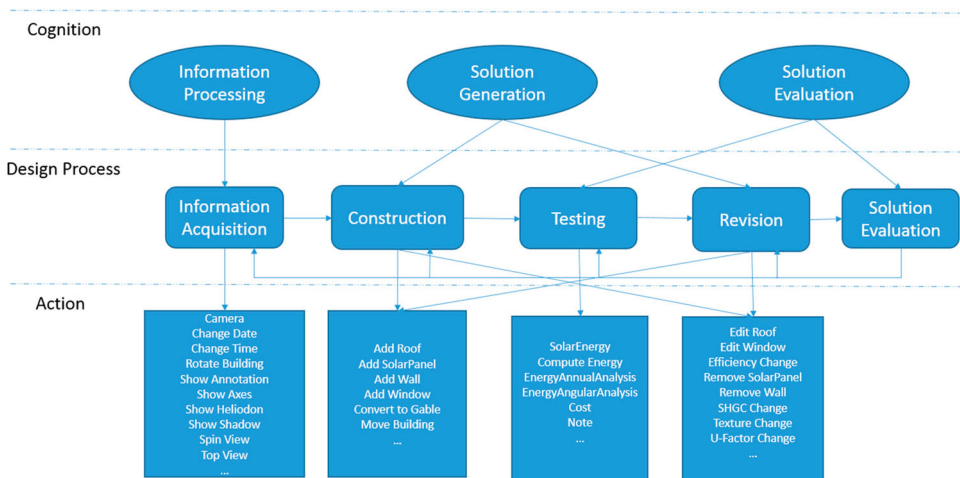 Cognition
Information
Processing
Solution
Generation
Solution
Evaluation
Design Process
Information
Acquisition
Construction
Testing
Revision
Solution
Evaluation
Action
Camera
Change Date
Change Time
Rotate Building
Show Annotation
Show Axes
Show Heliodon
Show Shadow
Spin View
Top View
...
Add Roof
Add SolarPanel
Add Wall
Add Window
Convert to Gable
Move Building
...
SolarEnergy
Compute Energy
EnergyAnnualAnalysis
EnergyAngularAnalysis
Cost
Note
...
Edit Roof
Edit Window
Efficiency Change
Remove SolarPanel
Remove Wall
SHGC Change
Texture Change
U-Factor Change
...